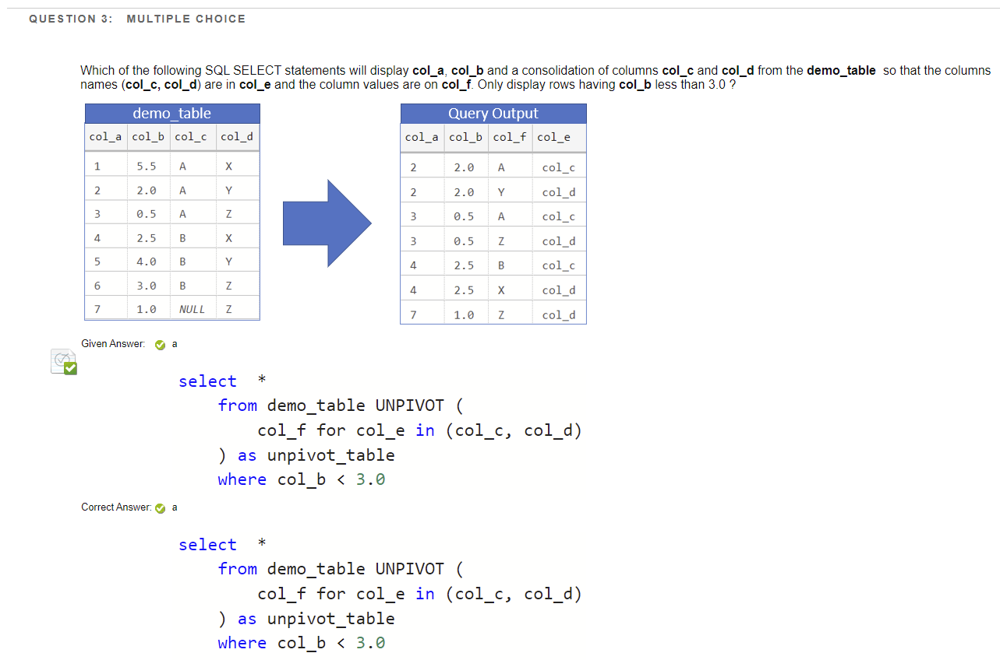 QUESTION 3: MULTIPLE CHOICE
Which of the following SQL SELECT statements will display col_a, col_b and a consolidation of columns col_c and col_d from the demo_table so that the columns
names (col_c, col_d) are in col_e and the column values are on col_f. Only display rows having col_b less than 3.0 ?
demo_table
col_a col_b col_c col_d
1 5.5 A X
2 2.0 A Y
3 0.5 A Z
4 2.5 B X
5 4.0 B Y
6 3.0 B Z
7 1.0 NULL Z
Query Output
col_a col_b col_f col_e
2 2.0 A col_c
2 2.0 Y col_d
3 0.5 A col_c
3 0.5 Z col_d
4 2.5 B col_c
4 2.5 X col_d
7 1.0 Z col_d
Given Answer: a
select *
from demo_table UNPIVOT (
col_f for col_e in (col_c, col_d)
) as unpivot_table
where col_b < 3.0
Correct Answer: a
select *
from demo_table UNPIVOT (
col_f for col_e in (col_c, col_d)
) as unpivot_table
where col_b < 3.0